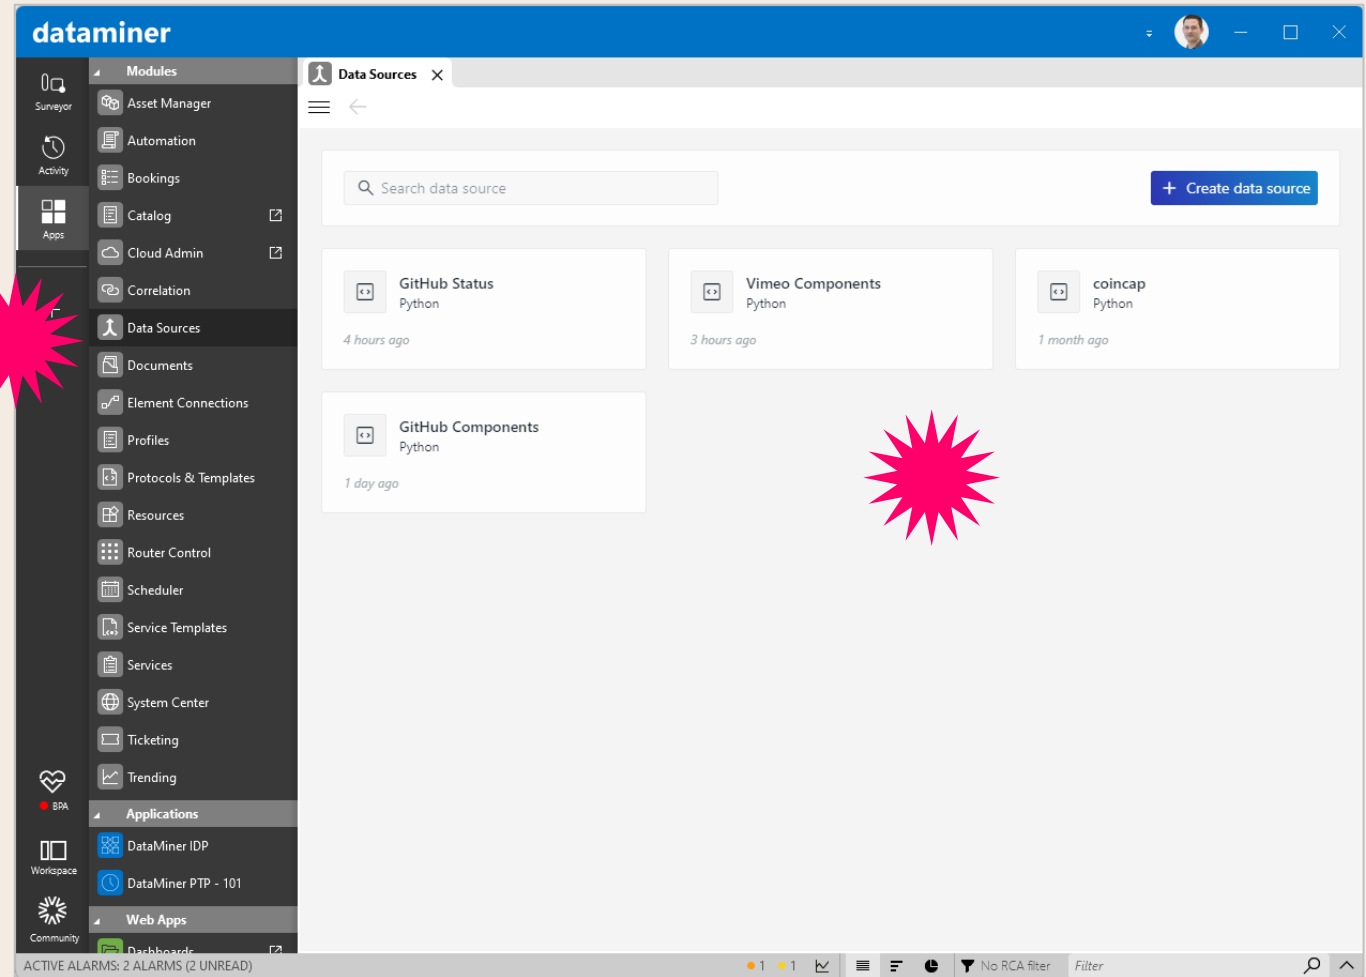 dataminer
Surveyor
Activity
Apps
BPA
Workspace
Community
Modules
Asset Manager
Automation
Bookings
Catalog
Cloud Admin
Correlation
Data Sources
Documents
Element Connections
Profiles
Protocols & Templates
Resources
Router Control
Scheduler
Service Templates
Services
System Center
Ticketing
Trending
Applications
DataMiner IDP
DataMiner PTP - 101
Web Apps
Dashboards
Data Sources
Search data source
+ Create data source
GitHub Status
Python
4 hours ago
Vimeo Components
Python
3 hours ago
coincap
Python
1 month ago
GitHub Components
Python
1 day ago
ACTIVE ALARMS: 2 ALARMS (2 UNREAD)
1
1
No RCA filter
Filter